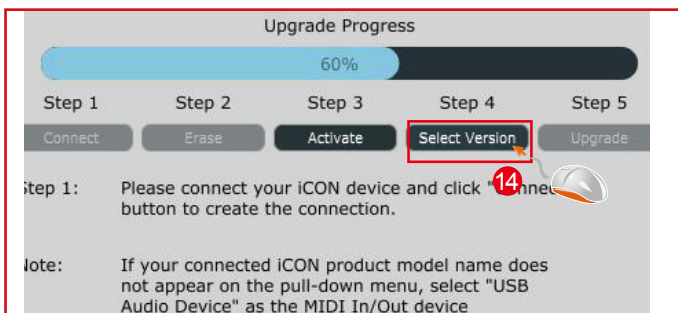 Upgrade Progress
60%
Step 1 Step 2 Step 3 Step 4 Step 5
Connect Erase Activate Select Version Upgrade
Step 1: Please connect your iCON device and click "Connect"
14
button to create the connection.
Note: If your connected iCON product model name does
not appear on the pull-down menu, select "USB
Audio Device" as the MIDI In/Out device